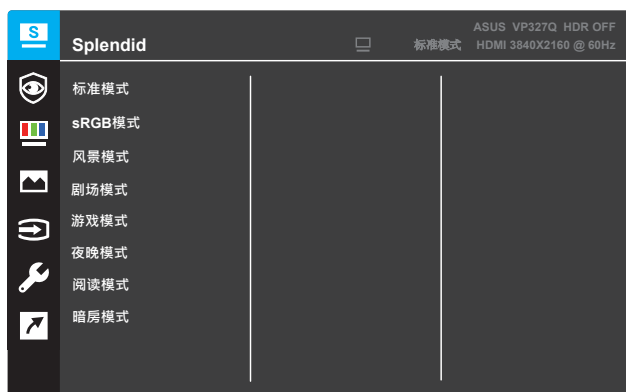 S
ASUS VP327Q HDR OFF
Splendid
标准模式 HDMI 3840X2160 @ 60Hz
标准模式
sRGB模式
风景模式
剧场模式
游戏模式
夜晚模式
阅读模式
暗房模式